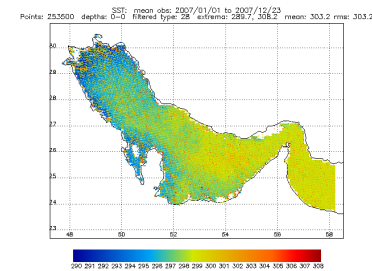 SST: mean obs: 2007/01/01 to 2007/12/23
Points: 253500 depths: 0-0 filtered type: 28 extrema: 289.7, 308.2 mean: 303.2 rms: 303.2
30
29
28
27
26
25
24
23
48 50 52 54 56 58
290 291 292 293 294 295 296 297 298 299 300 301 302 303 304 305 306 307 308